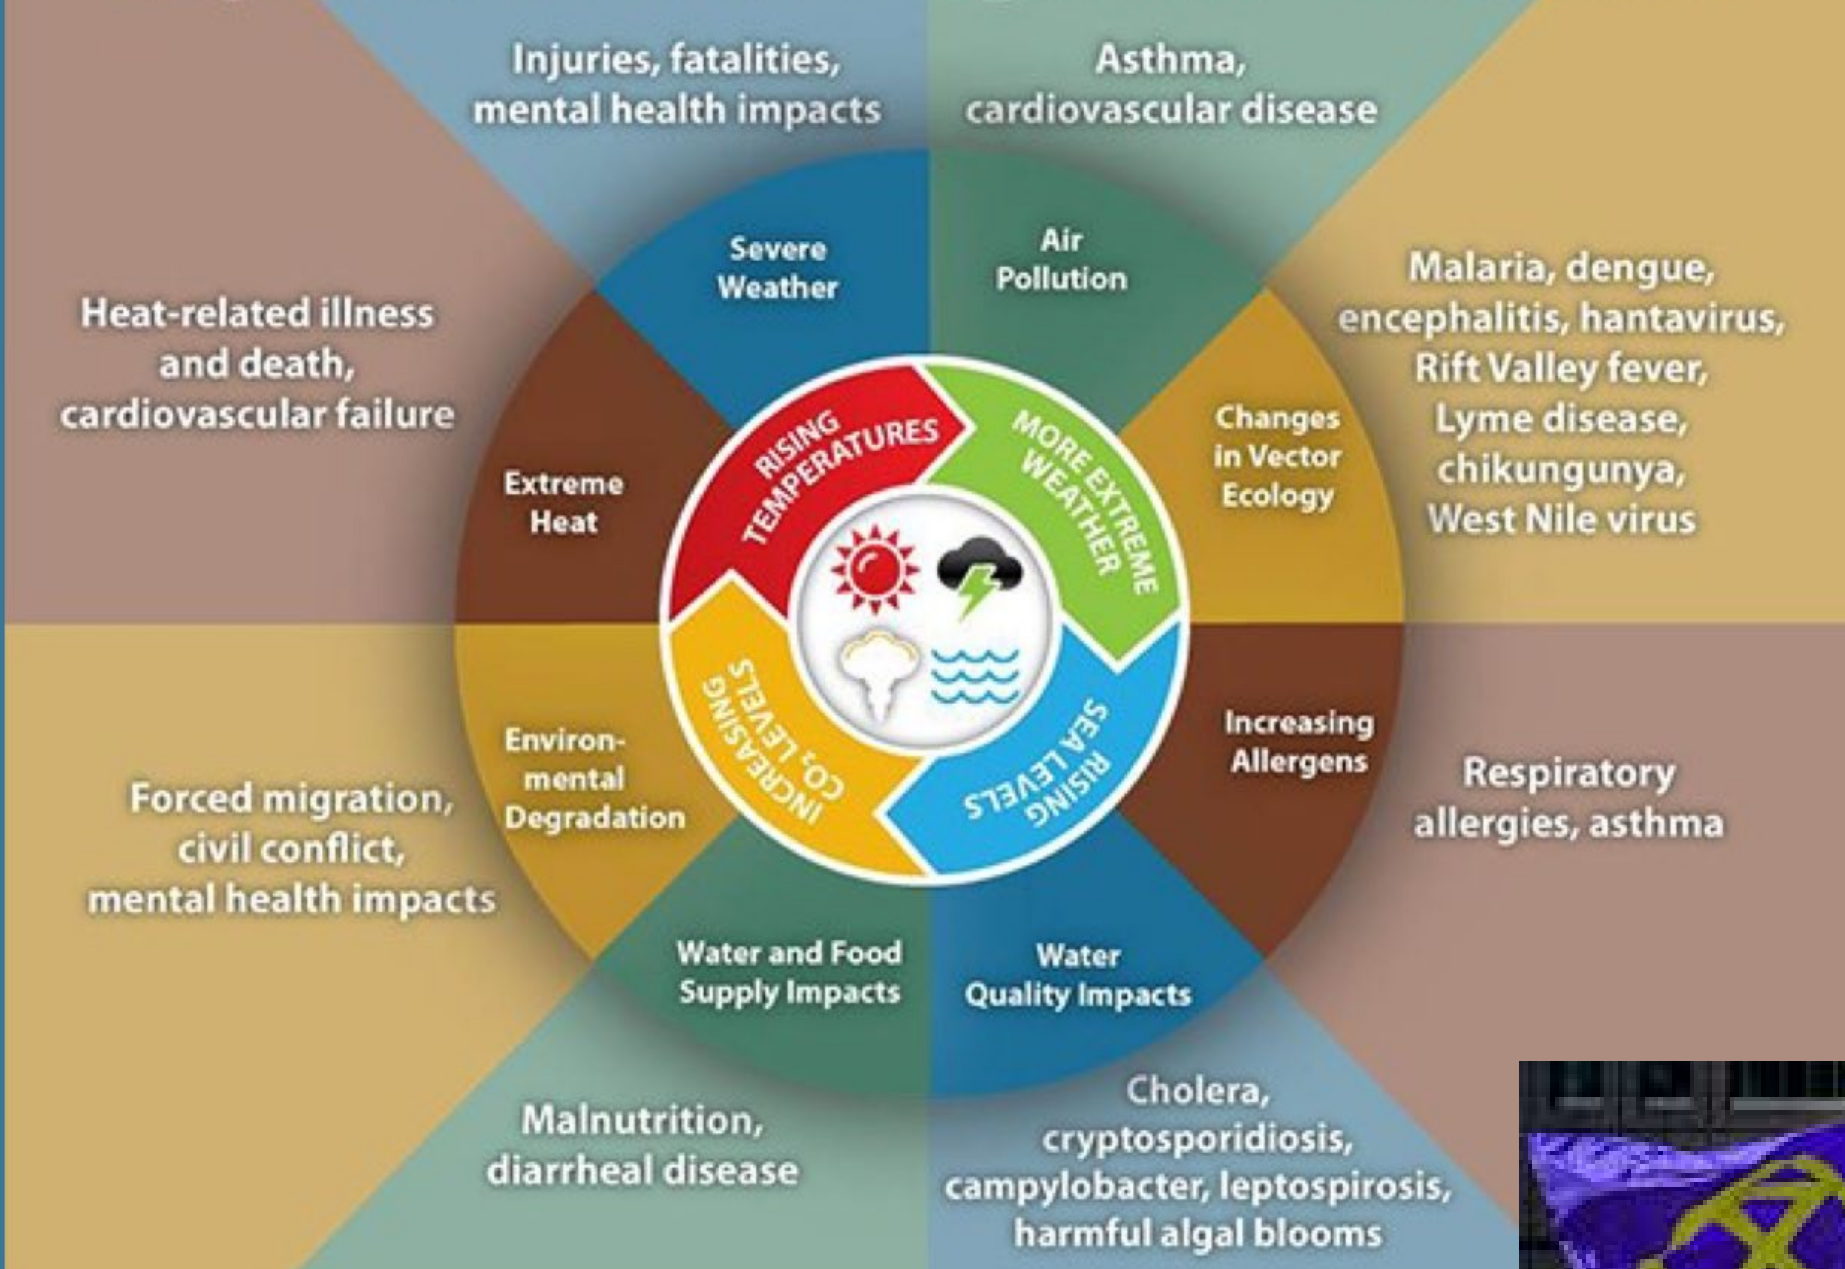 Injuries, fatalities,
mental health impacts
Asthma,
cardiovascular disease
Severe
Weather
Air
Pollution
Malaria, dengue,
encephalitis, hantavirus,
Rift Valley fever,
Lyme disease,
chikungunya,
West Nile virus
Heat-related illness
and death,
cardiovascular failure
Changes
in Vector
Ecology
Extreme
Heat
RISING
TEMPERATURES
MORE EXTREME
WEATHER
INCREASING
CO₂ LEVELS
RISING
SEA LEVELS
Environ-
mental
Degradation
Increasing
Allergens
Forced migration,
civil conflict,
mental health impacts
Respiratory
allergies, asthma
Water and Food
Supply Impacts
Water
Quality Impacts
Malnutrition,
diarrheal disease
Cholera,
cryptosporidiosis,
campylobacter, leptospirosis,
harmful algal blooms